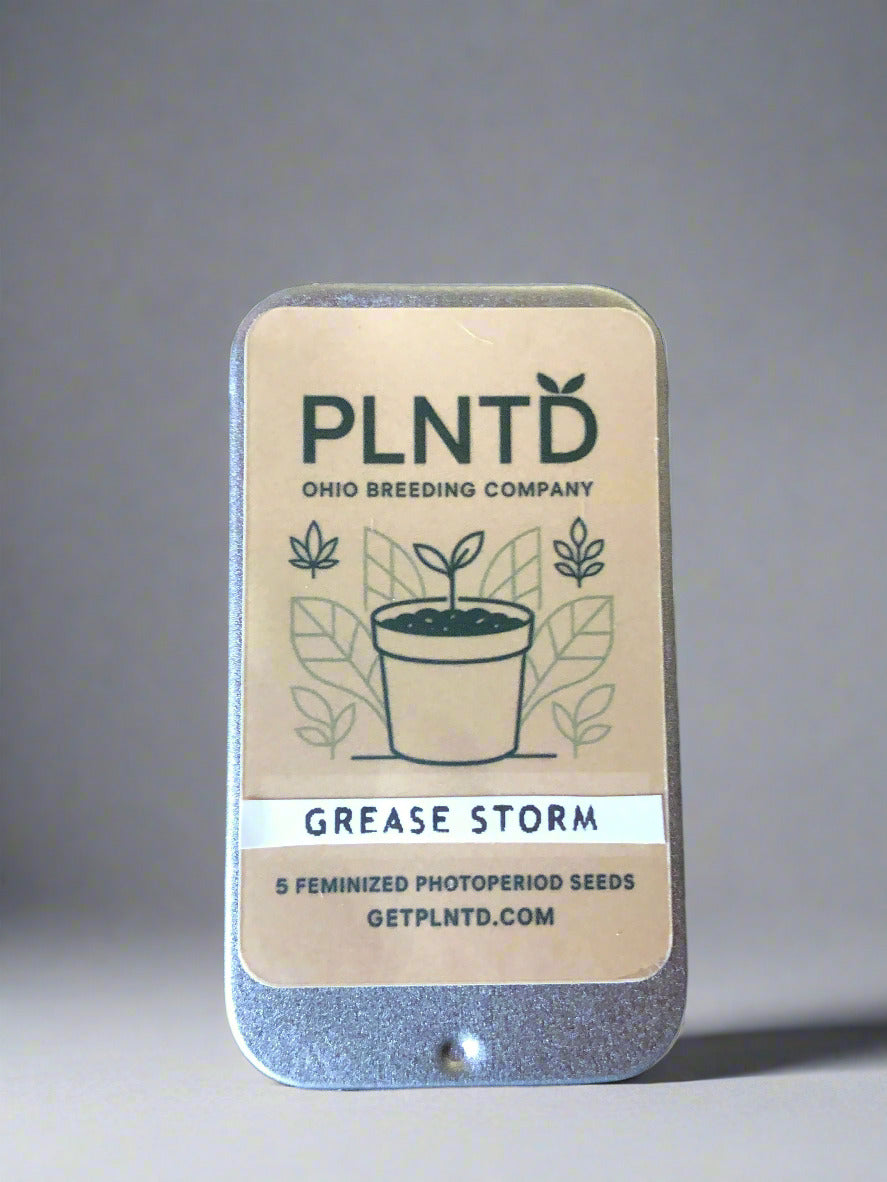 PLNTD
OHIO BREEDING COMPANY
GREASE STORM
5 FEMINIZED PHOTOPERIOD SEEDS
GETPLNTD.COM